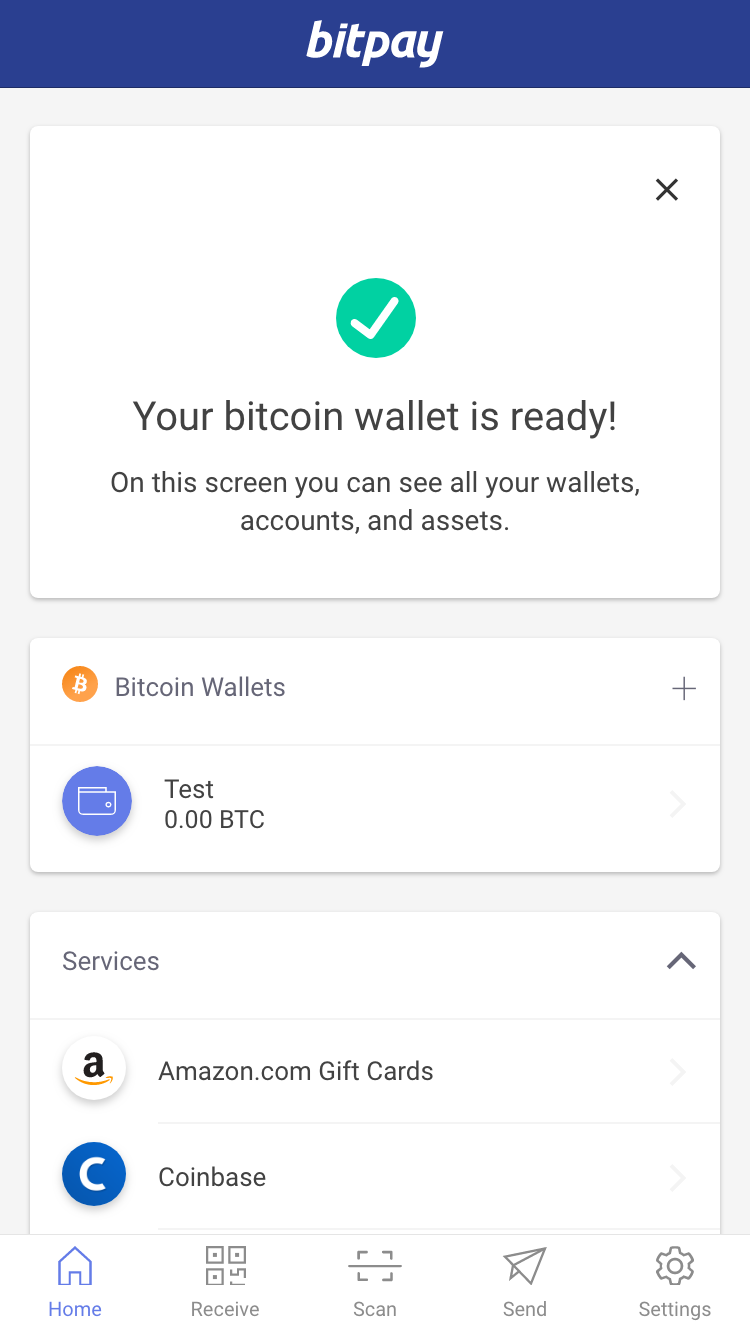 bitpay
Your bitcoin wallet is ready!
On this screen you can see all your wallets,
accounts, and assets.
Bitcoin Wallets
Test
0.00 BTC
Services
Amazon.com Gift Cards
Coinbase
Home
Receive
Scan
Send
Settings